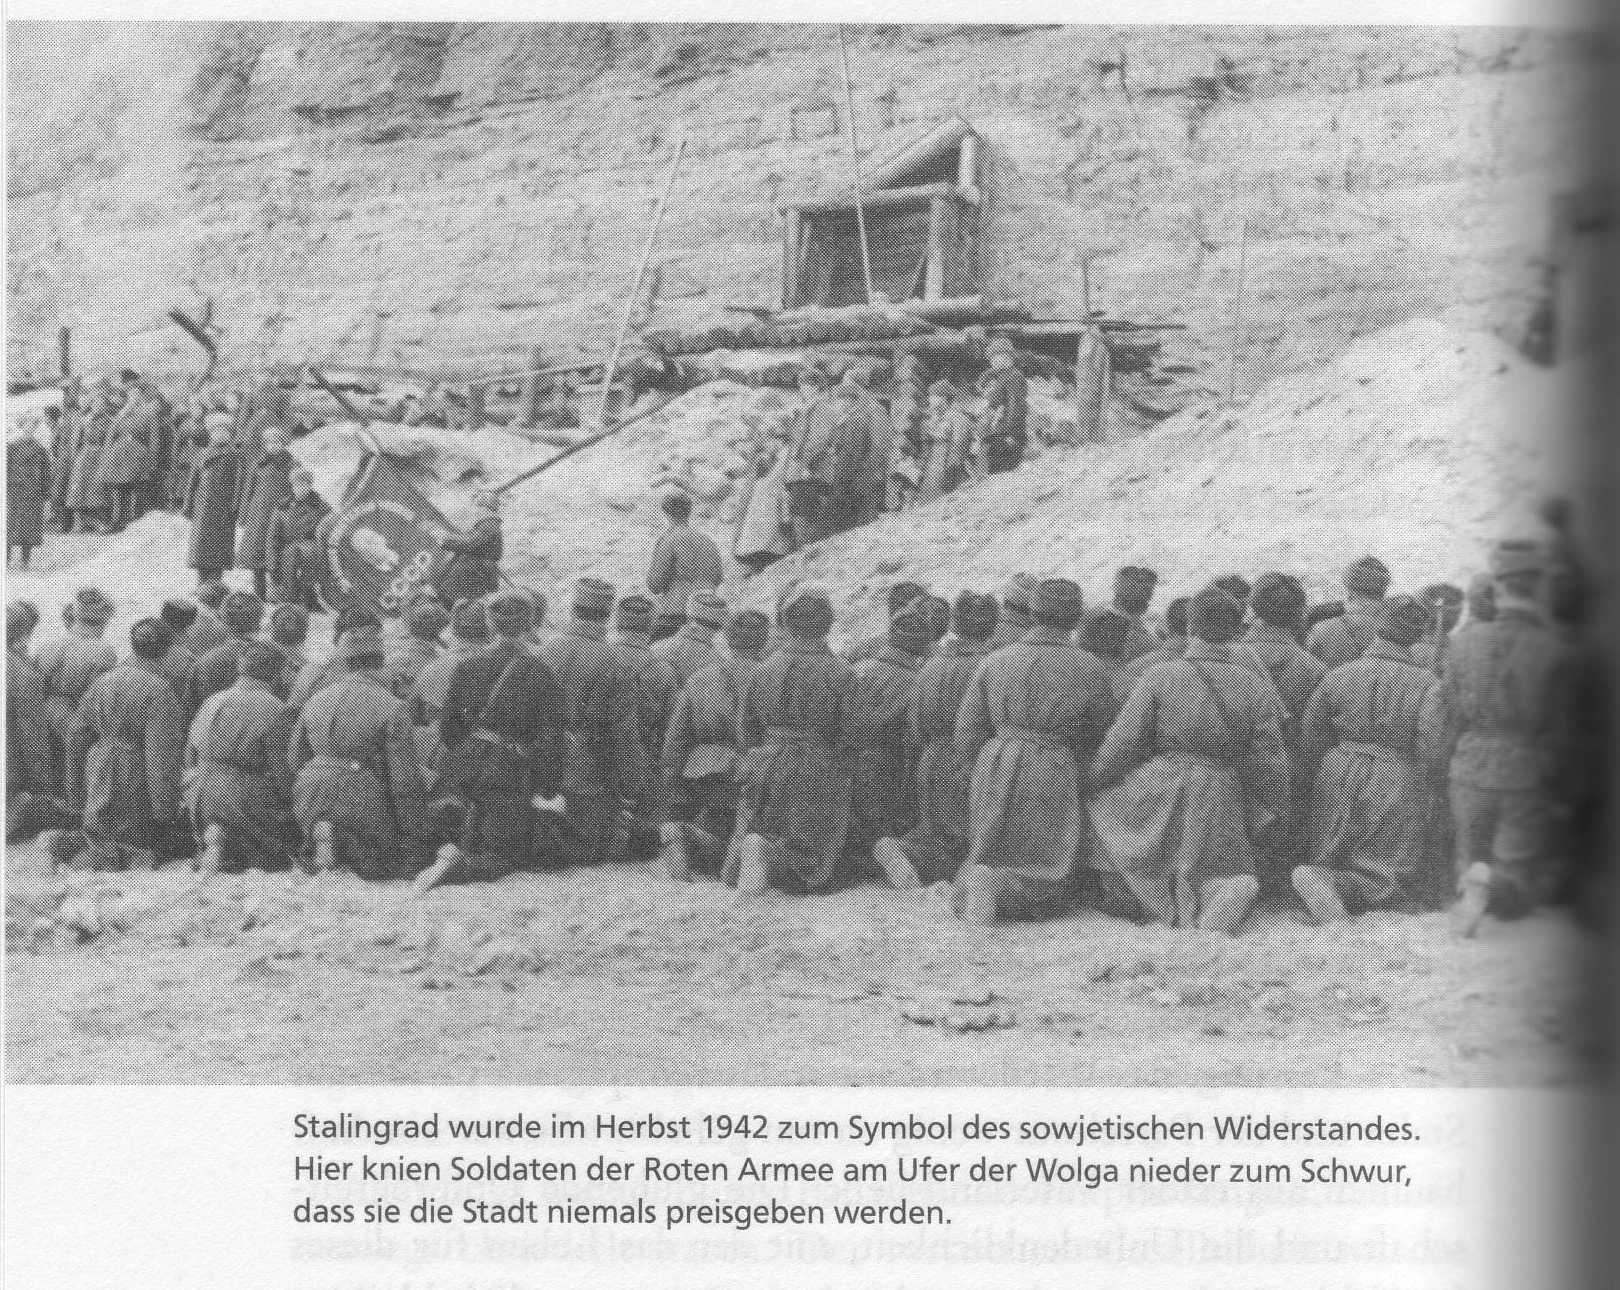 СССР
Stalingrad wurde im Herbst 1942 zum Symbol des sowjetischen Widerstandes.
Hier knien Soldaten der Roten Armee am Ufer der Wolga nieder zum Schwur,
dass sie die Stadt niemals preisgeben werden.